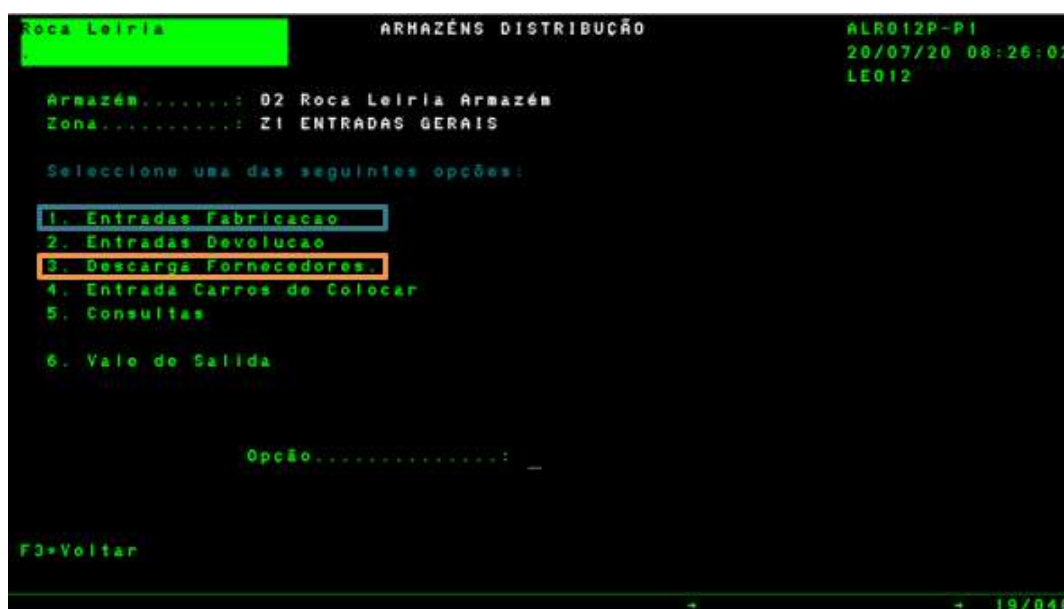 Roca Leiria ARMAZÉNS DISTRIBUÇÃO ALR012P-P1
. 20/07/20 08:26:02
LE012
Armazém.......: 02 Roca Leiria Armazém
Zona..........: Z1 ENTRADAS GERAIS
Seleccione uma das seguintes opções:
1. Entradas Fabricacao
2. Entradas Devolucao
3. Descarga Fornecedores.
4. Entrada Carros de Colocar
5. Consultas
6. Vale de Salida
Opção..............: _
F3=Voltar